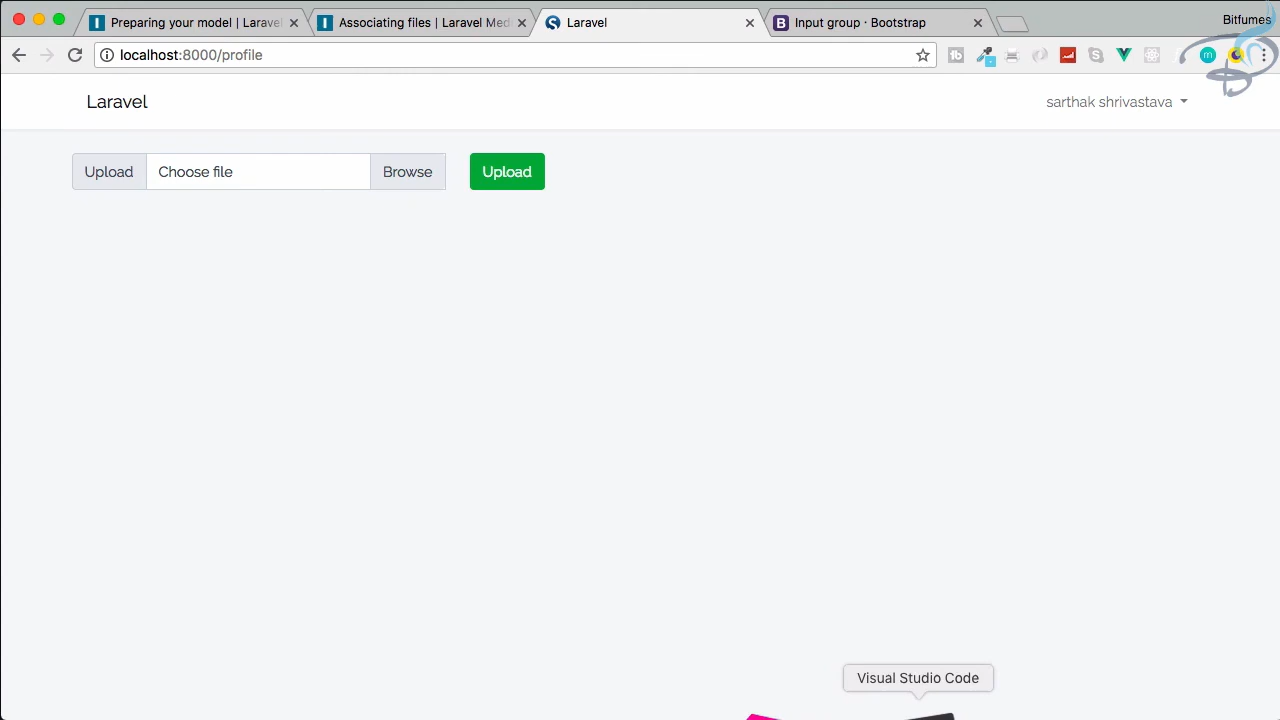 Preparing your model | Laravel
Associating files | Laravel Med
Laravel
Input group · Bootstrap
Bitfumes
localhost:8000/profile
Laravel
sarthak shrivastava
Upload
Choose file
Browse
Upload
Visual Studio Code